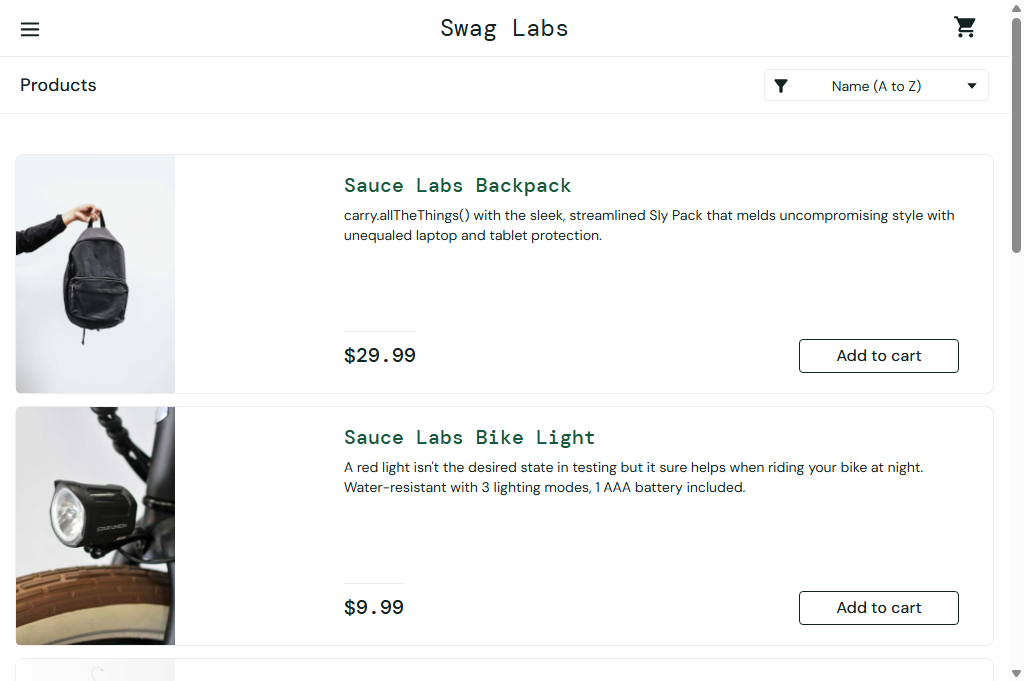 Swag Labs
Products
Name (A to Z)
Sauce Labs Backpack
carry.allTheThings() with the sleek, streamlined Sly Pack that melds uncompromising style with
unequaled laptop and tablet protection.
$29.99
Add to cart
Sauce Labs Bike Light
A red light isn't the desired state in testing but it sure helps when riding your bike at night.
Water-resistant with 3 lighting modes, 1 AAA battery included.
$9.99
Add to cart